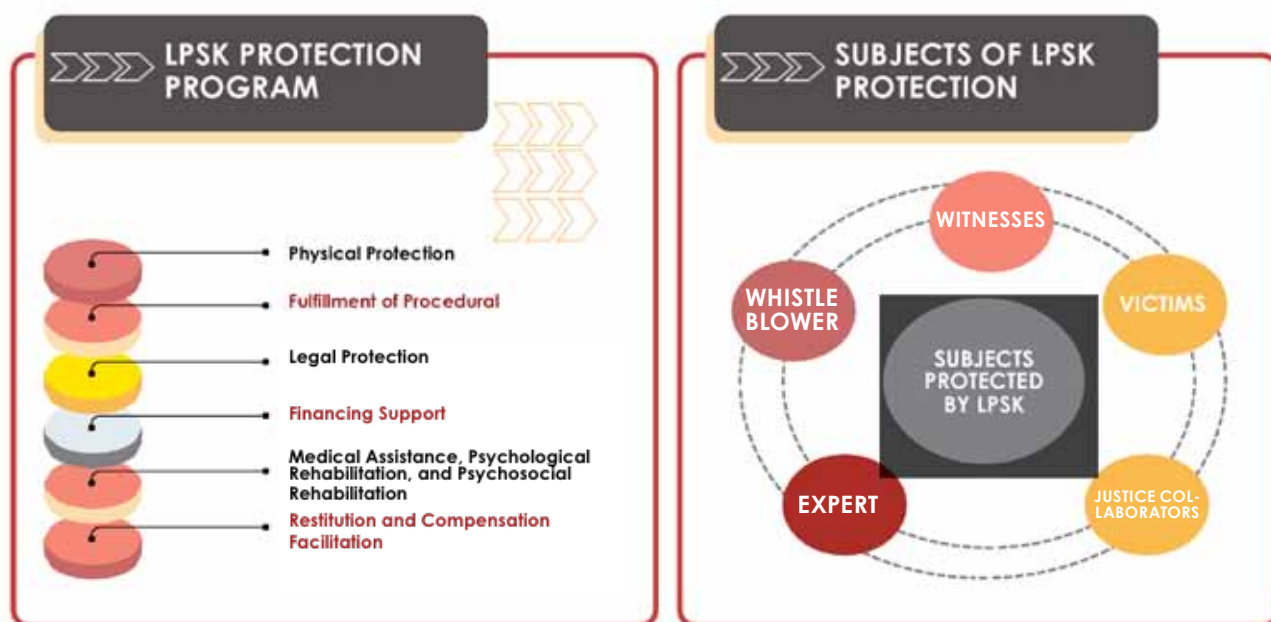 LPSK PROTECTION
PROGRAM
Physical Protection
Fulfillment of Procedural
Legal Protection
Financing Support
Medical Assistance, Psychological
Rehabilitation, and Psychosocial
Rehabilitation
Restitution and Compensation
Facilitation
SUBJECTS OF LPSK
PROTECTION
WITNESSES
WHISTLE
BLOWER
VICTIMS
SUBJECTS
PROTECTED
BY LPSK
EXPERT
JUSTICE COL-
LABORATORS